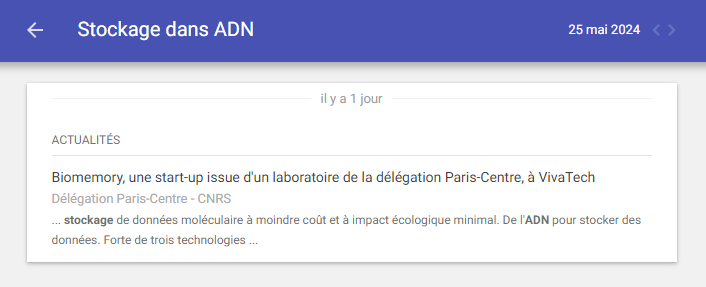 Stockage dans ADN
25 mai 2024
il y a 1 jour
ACTUALITÉS
Biomemory, une start-up issue d'un laboratoire de la délégation Paris-Centre, à VivaTech
Délégation Paris-Centre - CNRS
... stockage de données moléculaire à moindre coût et à impact écologique minimal. De l'ADN pour stocker des
données. Forte de trois technologies ...